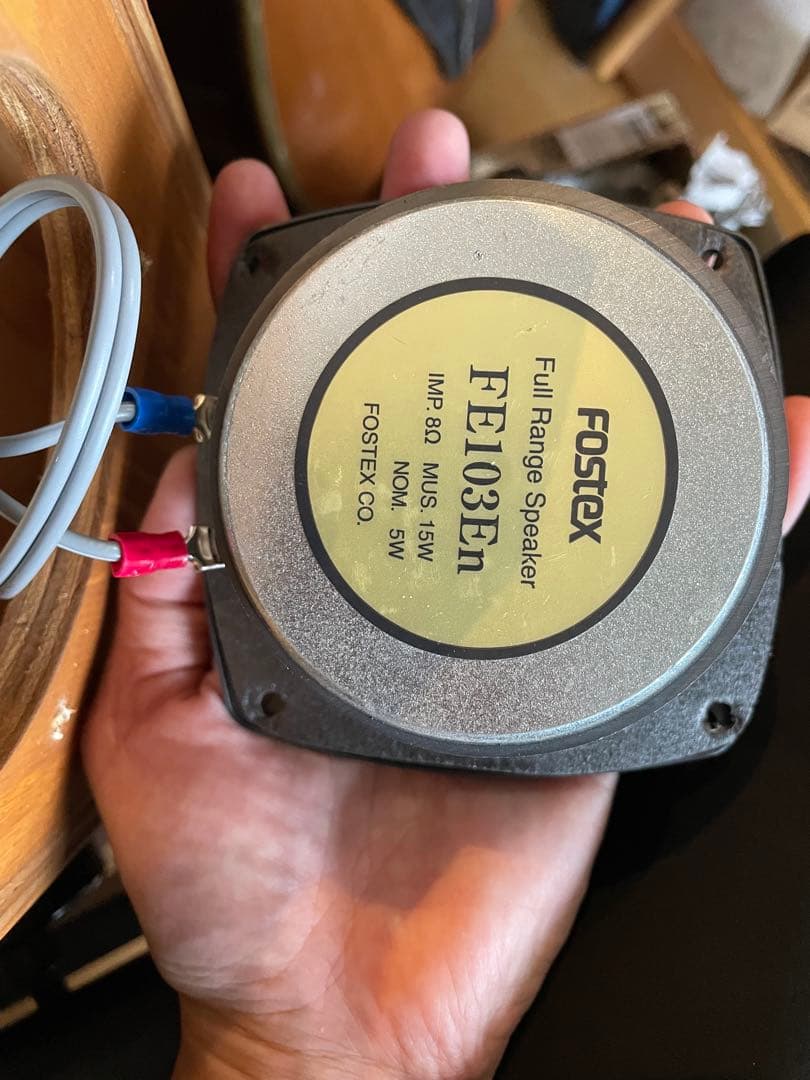 Fostex
Full Range Speaker
FE103En
IMP. 8Ω MUS. 15W
NOM. 5W
FOSTEX CO.